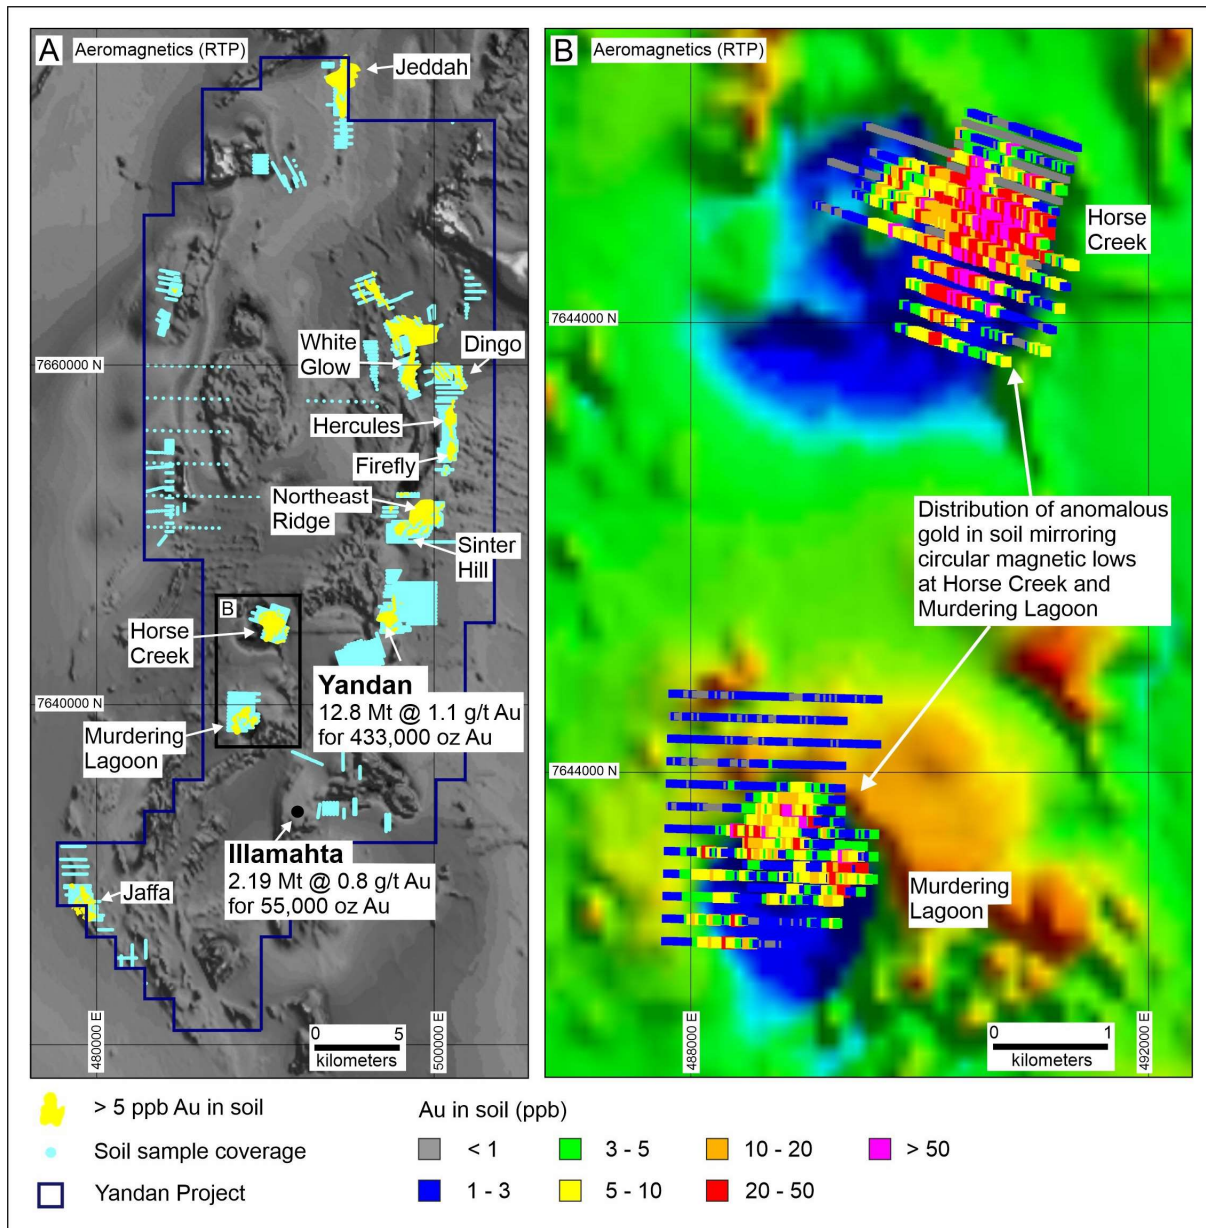 A
Aeromagnetics (RTP)
Jeddah
White
Glow
Dingo
Hercules
Firefly
Northeast
Ridge
Sinter
Hill
B
Horse
Creek
Murdering
Lagoon
Yandan
12.8 Mt @ 1.1 g/t Au
for 433,000 oz Au
Illamahta
2.19 Mt @ 0.8 g/t Au
for 55,000 oz Au
Jaffa
7660000 N
7640000 N
480000 E
500000 E
0 5
kilometers
B
Aeromagnetics (RTP)
Horse
Creek
7644000 N
Distribution of anomalous
gold in soil mirroring
circular magnetic lows
at Horse Creek and
Murdering Lagoon
7644000 N
Murdering
Lagoon
488000 E
492000 E
0 1
kilometers
> 5 ppb Au in soil
Soil sample coverage
Yandan Project
Au in soil (ppb)
< 1
3 - 5
10 - 20
> 50
1 - 3
5 - 10
20 - 50